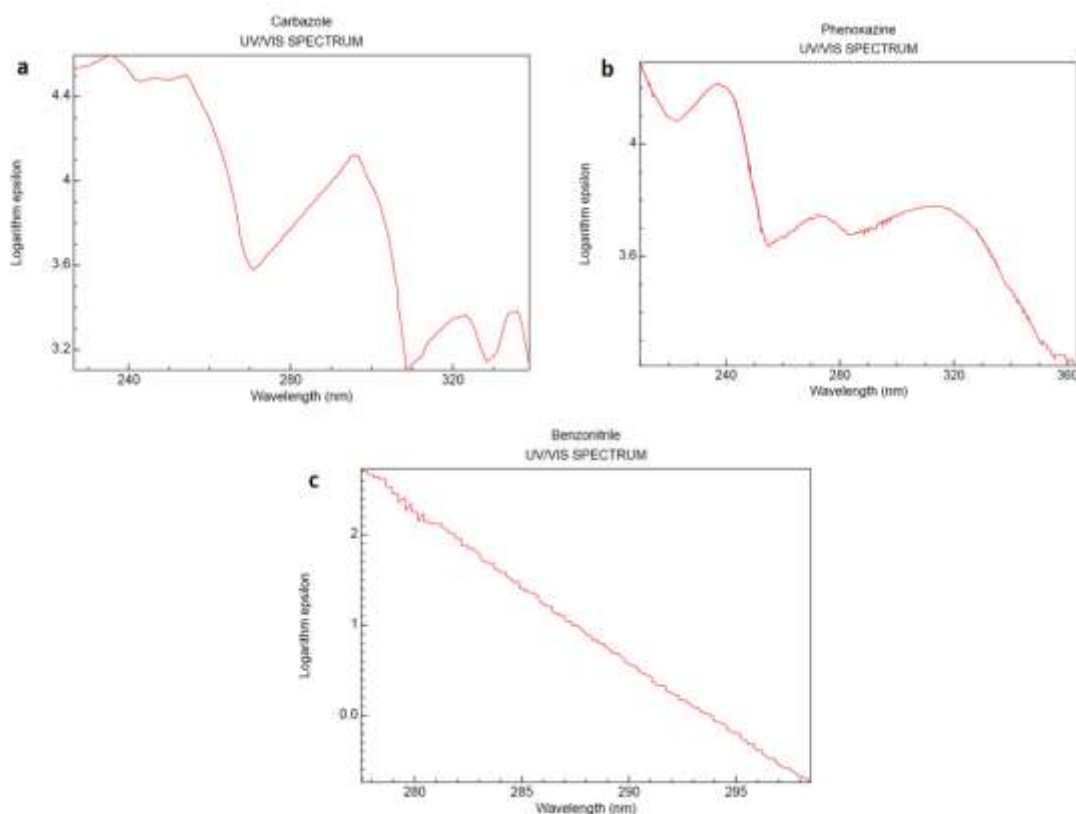 Carbazole
UV/VIS SPECTRUM
a
4.4
4
3.6
3.2
Logarithm epsilon
240
280
320
Wavelength (nm)
Phenoxazine
UV/VIS SPECTRUM
b
4
3.6
Logarithm epsilon
240
280
320
360
Wavelength (nm)
Benzonitrile
UV/VIS SPECTRUM
c
2
1
0.0
Logarithm epsilon
280
285
290
295
Wavelength (nm)